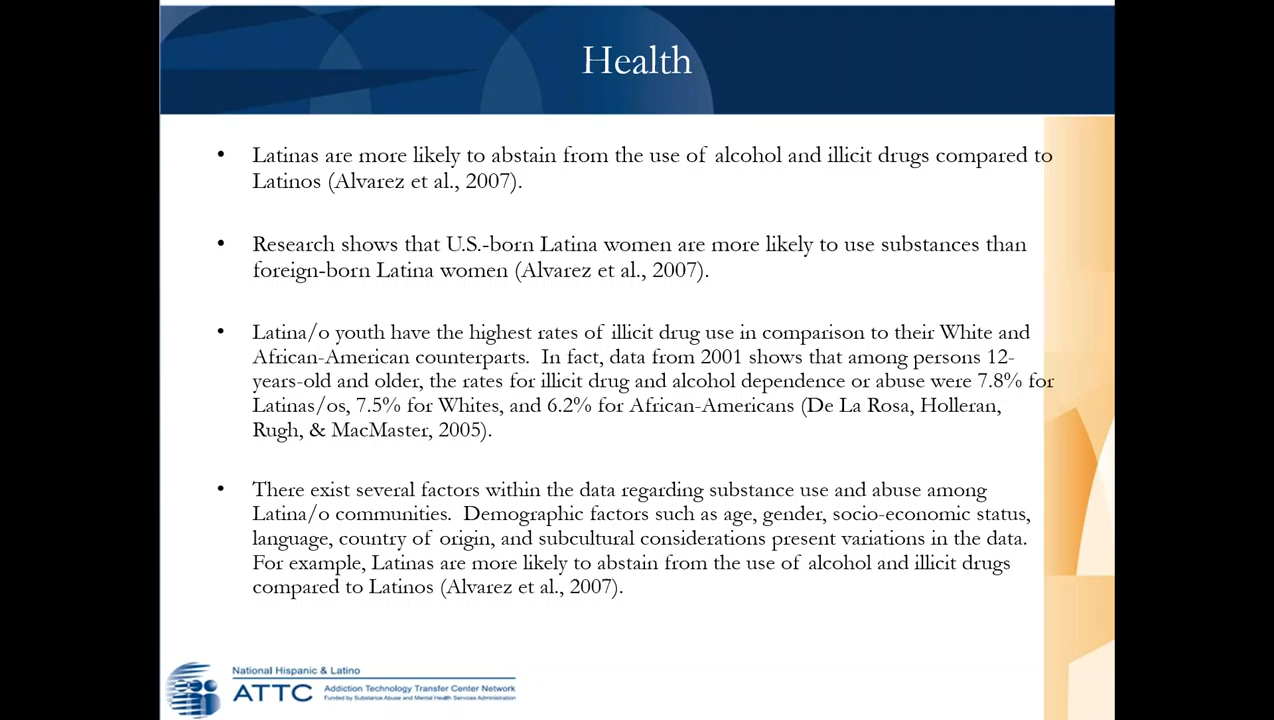 Health
• Latinas are more likely to abstain from the use of alcohol and illicit drugs compared to
Latinos (Alvarez et al., 2007).
• Research shows that U.S.-born Latina women are more likely to use substances than
foreign-born Latina women (Alvarez et al., 2007).
• Latina/o youth have the highest rates of illicit drug use in comparison to their White and
African-American counterparts. In fact, data from 2001 shows that among persons 12-
years-old and older, the rates for illicit drug and alcohol dependence or abuse were 7.8% for
Latinas/os, 7.5% for Whites, and 6.2% for African-Americans (De La Rosa, Holleran,
Rugh, & MacMaster, 2005).
• There exist several factors within the data regarding substance use and abuse among
Latina/o communities. Demographic factors such as age, gender, socio-economic status,
language, country of origin, and subcultural considerations present variations in the data.
For example, Latinas are more likely to abstain from the use of alcohol and illicit drugs
compared to Latinos (Alvarez et al., 2007).
National Hispanic & Latino
ATTC Addiction Technology Transfer Center Network
Funded by Substance Abuse and Mental Health Services Administration